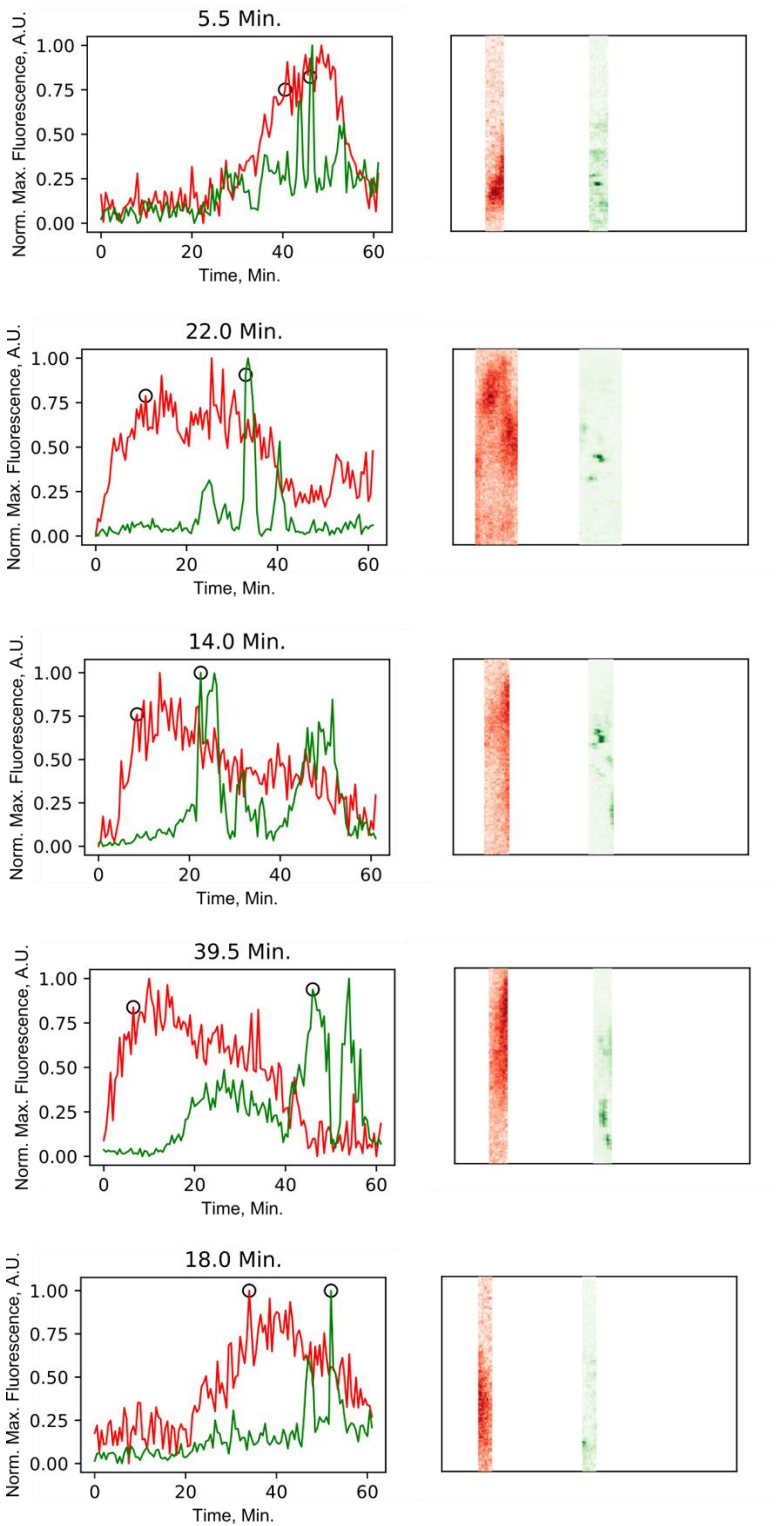 5.5 Min.
Norm. Max. Fluorescence, A.U.
1.00
0.75
0.50
0.25
0.00
0 20 40 60
Time, Min.
22.0 Min.
Norm. Max. Fluorescence, A.U.
1.00
0.75
0.50
0.25
0.00
0 20 40 60
Time, Min.
14.0 Min.
Norm. Max. Fluorescence, A.U.
1.00
0.75
0.50
0.25
0.00
0 20 40 60
Time, Min.
39.5 Min.
Norm. Max. Fluorescence, A.U.
1.00
0.75
0.50
0.25
0.00
0 20 40 60
Time, Min.
18.0 Min.
Norm. Max. Fluorescence, A.U.
1.00
0.75
0.50
0.25
0.00
0 20 40 60
Time, Min.